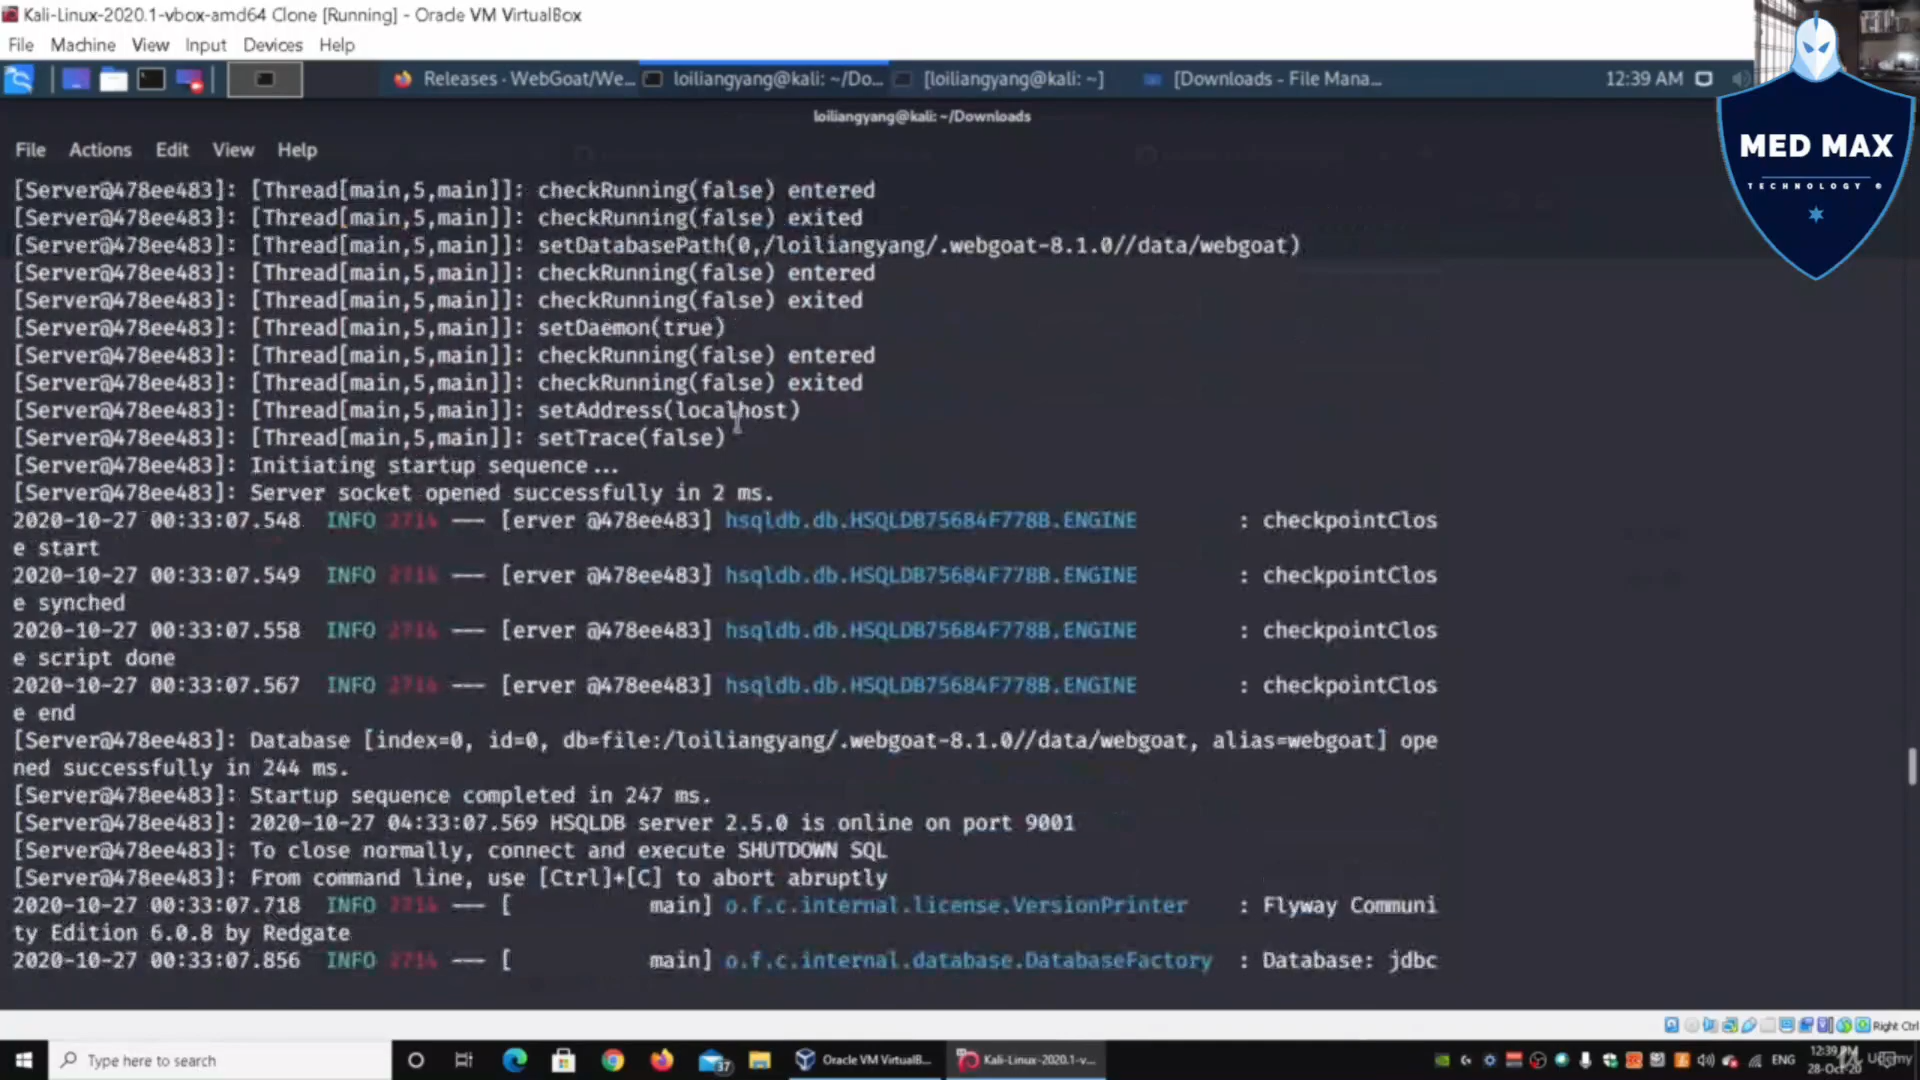 Kali-Linux-2020.1-vbox-amd64 Clone [Running] - Oracle VM VirtualBox
File Machine View Input Devices Help
Releases · WebGoat/We... loiliangyang@kali: ~/Do... [loiliangyang@kali: ~] [Downloads - File Mana... 12:39 AM
loiliangyang@kali: ~/Downloads
MED MAX
TECHNOLOGY
File Actions Edit View Help
[Server@478ee483]: [Thread[main,5,main]]: checkRunning(false) entered
[Server@478ee483]: [Thread[main,5,main]]: checkRunning(false) exited
[Server@478ee483]: [Thread[main,5,main]]: setDatabasePath(0,/loiliangyang/.webgoat-8.1.0//data/webgoat)
[Server@478ee483]: [Thread[main,5,main]]: checkRunning(false) entered
[Server@478ee483]: [Thread[main,5,main]]: checkRunning(false) exited
[Server@478ee483]: [Thread[main,5,main]]: setDaemon(true)
[Server@478ee483]: [Thread[main,5,main]]: checkRunning(false) entered
[Server@478ee483]: [Thread[main,5,main]]: checkRunning(false) exited
[Server@478ee483]: [Thread[main,5,main]]: setAddress(localhost)
[Server@478ee483]: [Thread[main,5,main]]: setTrace(false)
[Server@478ee483]: Initiating startup sequence...
[Server@478ee483]: Server socket opened successfully in 2 ms.
2020-10-27 00:33:07.548 INFO 2714 --- [erver @478ee483] hsqldb.db.HSQLDB75684F778B.ENGINE : checkpointClos
e start
2020-10-27 00:33:07.549 INFO 2714 --- [erver @478ee483] hsqldb.db.HSQLDB75684F778B.ENGINE : checkpointClos
e synched
2020-10-27 00:33:07.558 INFO 2714 --- [erver @478ee483] hsqldb.db.HSQLDB75684F778B.ENGINE : checkpointClos
e script done
2020-10-27 00:33:07.567 INFO 2714 --- [erver @478ee483] hsqldb.db.HSQLDB75684F778B.ENGINE : checkpointClos
e end
[Server@478ee483]: Database [index=0, id=0, db=file:/loiliangyang/.webgoat-8.1.0//data/webgoat, alias=webgoat] ope
ned successfully in 244 ms.
[Server@478ee483]: Startup sequence completed in 247 ms.
[Server@478ee483]: 2020-10-27 04:33:07.569 HSQLDB server 2.5.0 is online on port 9001
[Server@478ee483]: To close normally, connect and execute SHUTDOWN SQL
[Server@478ee483]: From command line, use [Ctrl]+[C] to abort abruptly
2020-10-27 00:33:07.718 INFO 2714 --- [ main] o.f.c.internal.license.VersionPrinter : Flyway Communi
ty Edition 6.0.8 by Redgate
2020-10-27 00:33:07.856 INFO 2714 --- [ main] o.f.c.internal.database.DatabaseFactory : Database: jdbc
Right Ctrl
Type here to search 37 Oracle VM VirtualB... Kali-Linux-2020.1-v... ENG 12:39 PM
Udemy